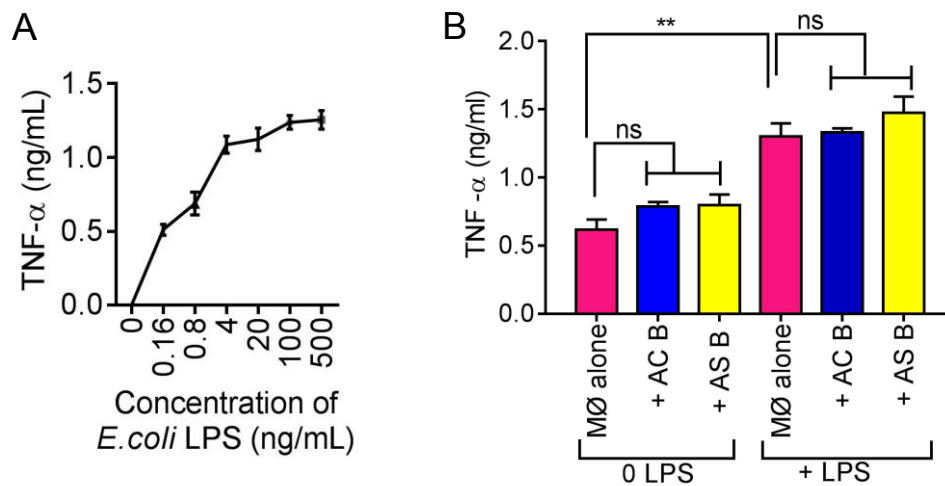 A
TNF-α (ng/mL)
1.5
1.0
0.5
0.0
0
0.16
0.8
4
20
100
500
Concentration of
E.coli LPS (ng/mL)
B
TNF -α (ng/ml)
2.0
1.5
1.0
0.5
0.0
**
ns
ns
MØ alone
+ AC B
+ AS B
MØ alone
+ AC B
+ AS B
0 LPS
+ LPS